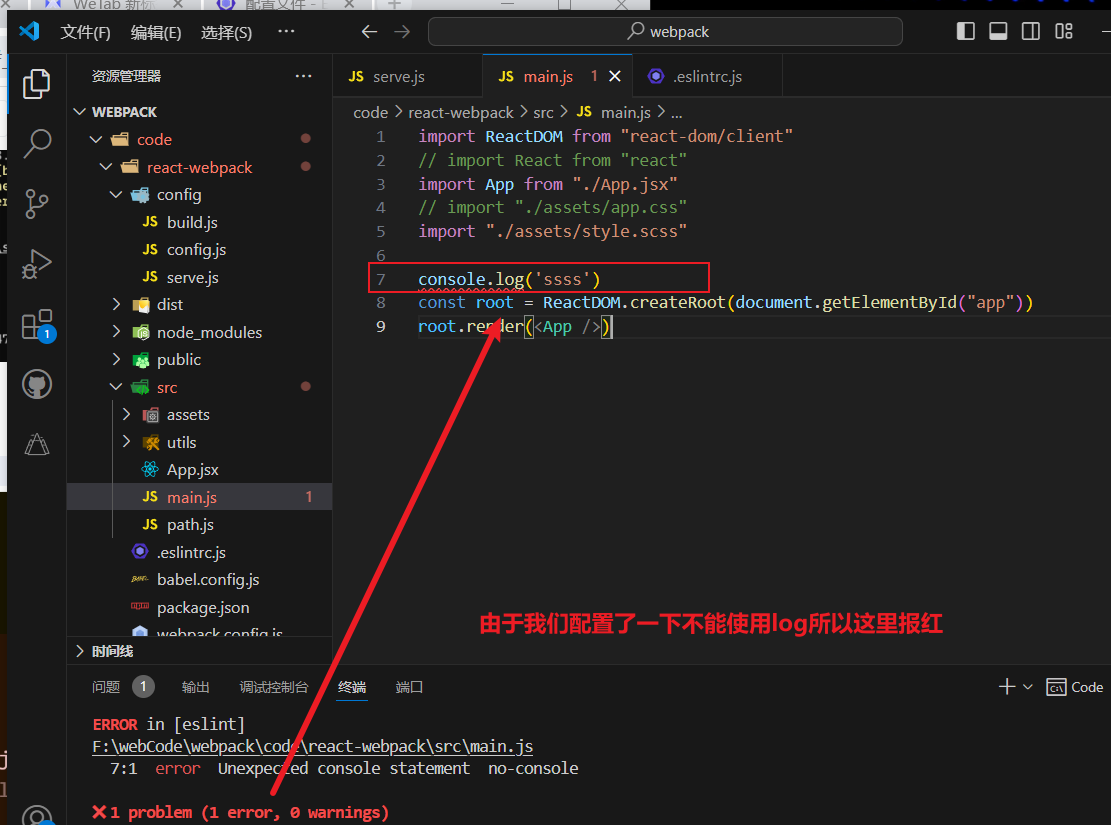 WeTab 新标
配置文件 - E
文件(F) 编辑(E) 选择(S) ··· webpack
资源管理器 ···
WEBPACK
code
react-webpack
config
JS build.js
JS config.js
JS serve.js
dist
node_modules
public
src
assets
utils
App.jsx
JS main.js 1
JS path.js
.eslintrc.js
babel.config.js
package.json
webpack.config.js
时间线
1
JS serve.js JS main.js 1 .eslintrc.js
code > react-webpack > src > JS main.js > ...
1 import ReactDOM from "react-dom/client"
2 // import React from "react"
3 import App from "./App.jsx"
4 // import "./assets/app.css"
5 import "./assets/style.scss"
6
7 console.log('ssss')
8 const root = ReactDOM.createRoot(document.getElementById("app"))
9 root.render(<App />)
由于我们配置了一下不能使用log所以这里报红
问题 1 输出 调试控制台 终端 端口 Code
ERROR in [eslint]
F:\webCode\webpack\code\react-webpack\src\main.js
7:1 error Unexpected console statement no-console
❌1 problem (1 error, 0 warnings)